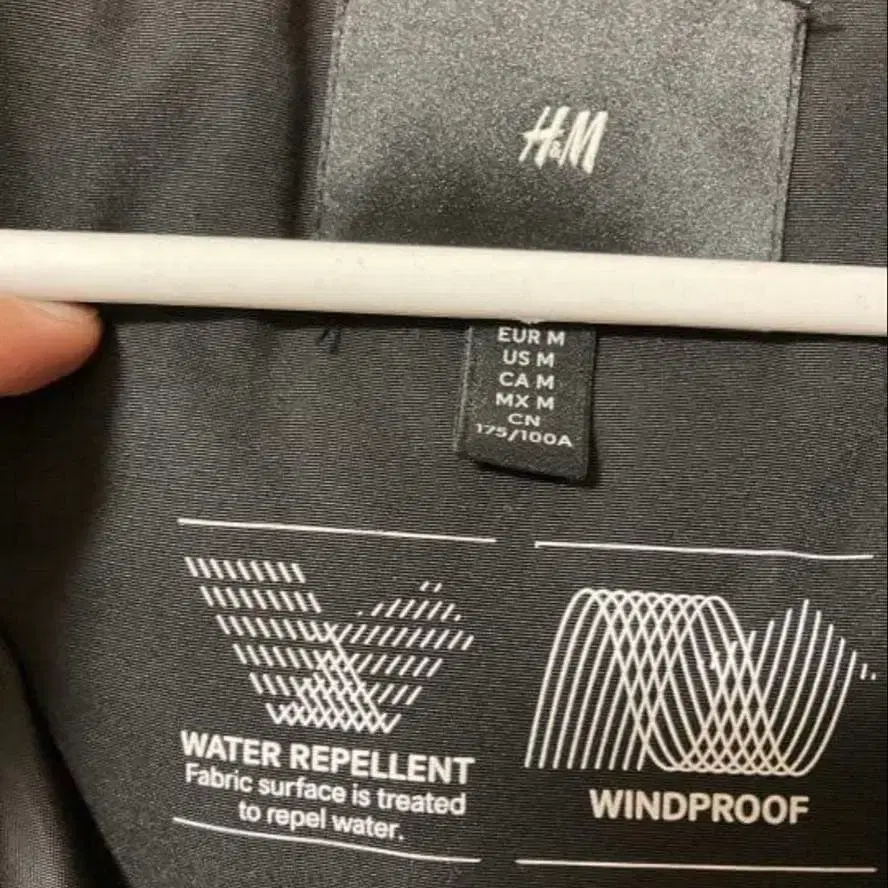 H&M
EUR M
US M
CA M
MX M
CN
175/100A
WATER REPELLENT
Fabric surface is treated
to repel water.
WINDPROOF